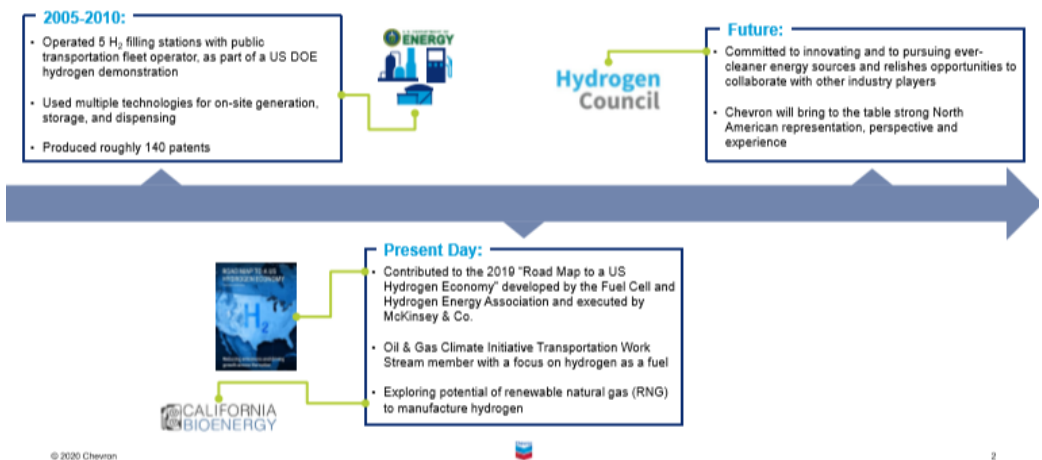 2005-2010:
• Operated 5 H₂ filling stations with public
transportation fleet operator, as part of a US DOE
hydrogen demonstration
• Used multiple technologies for on-site generation,
storage, and dispensing
• Produced roughly 140 patents
ENERGY
Hydrogen
Council
Future:
• Committed to innovating and to pursuing ever-
cleaner energy sources and relishes opportunities to
collaborate with other industry players
• Chevron will bring to the table strong North
American representation, perspective and
experience
ROAD MAP TO A US
HYDROGEN ECONOMY
H₂
Present Day:
• Contributed to the 2019 "Road Map to a US
Hydrogen Economy" developed by the Fuel Cell and
Hydrogen Energy Association and executed by
McKinsey & Co.
• Oil & Gas Climate Initiative Transportation Work
Stream member with a focus on hydrogen as a fuel
• Exploring potential of renewable natural gas (RNG)
to manufacture hydrogen
CALIFORNIA
BIOENERGY
© 2020 Chevron
2